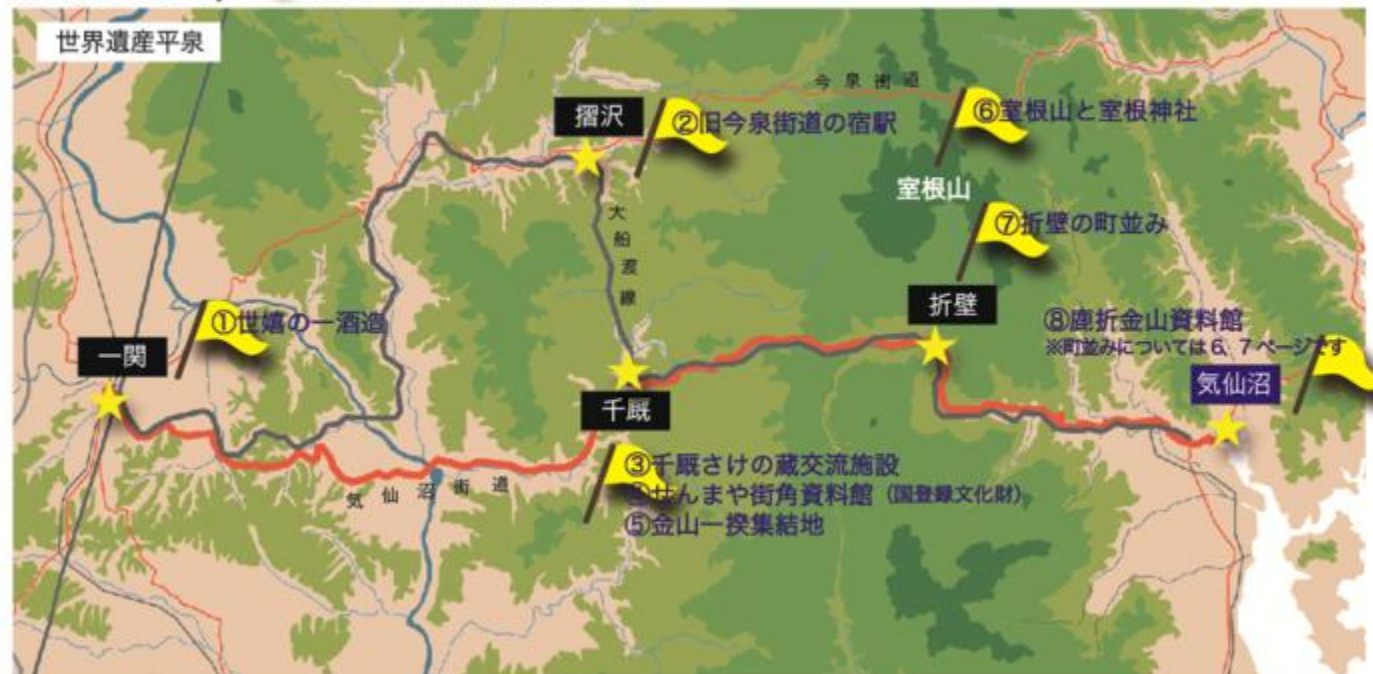 世界遺産平泉
今泉街道
摺沢
②旧今泉街道の宿駅
⑥室根山と室根神社
室根山
⑦折壁の町並み
大船渡線
折壁
①世嬉の一酒造
一関
⑧鹿折金山資料館
※町並みについては6、7ページです
気仙沼
千厩
③千厩さけの蔵交流施設
④せんまや街角資料館（国登録文化財）
⑤金山一揆集結地
気仙沼街道